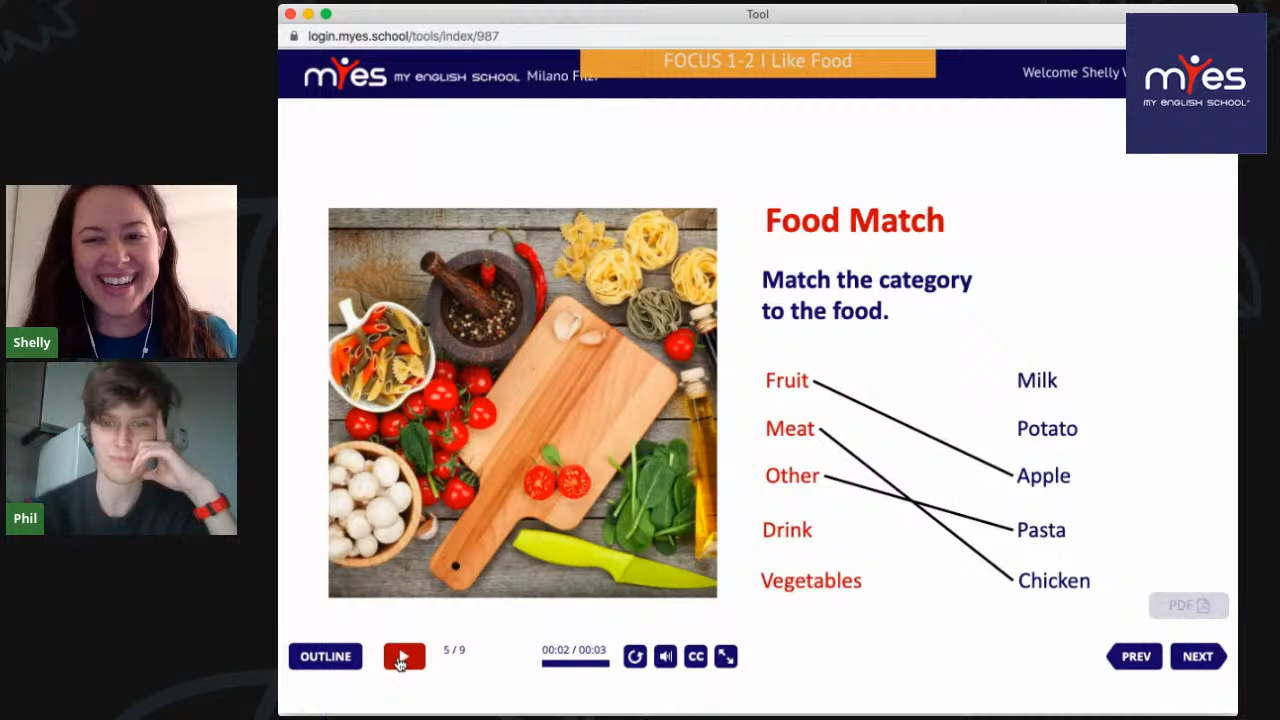 Tool
login.myes.school/tools/index/987
myes MY ENGLISH SCHOOL Milano
FOCUS 1-2 I Like Food
Welcome Shelly
myes
MY ENGLISH SCHOOL
Shelly
Phil
Food Match
Match the category
to the food.
Fruit Milk
Meat Potato
Other Apple
Drink Pasta
Vegetables Chicken
PDF
OUTLINE 5 / 9 00:02 / 00:03 CC PREV NEXT